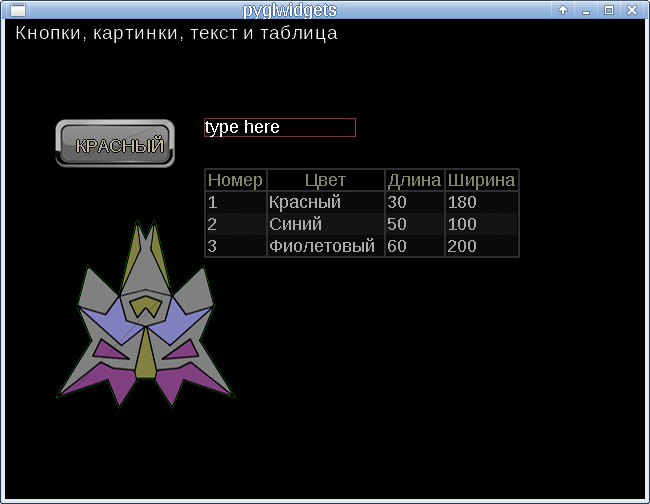 pyglwidgets
Кнопки, картинки, текст и таблица
КРАСНЫЙ
type here
Номер Цвет Длина Ширина
1 Красный 30 180
2 Синий 50 100
3 Фиолетовый 60 200